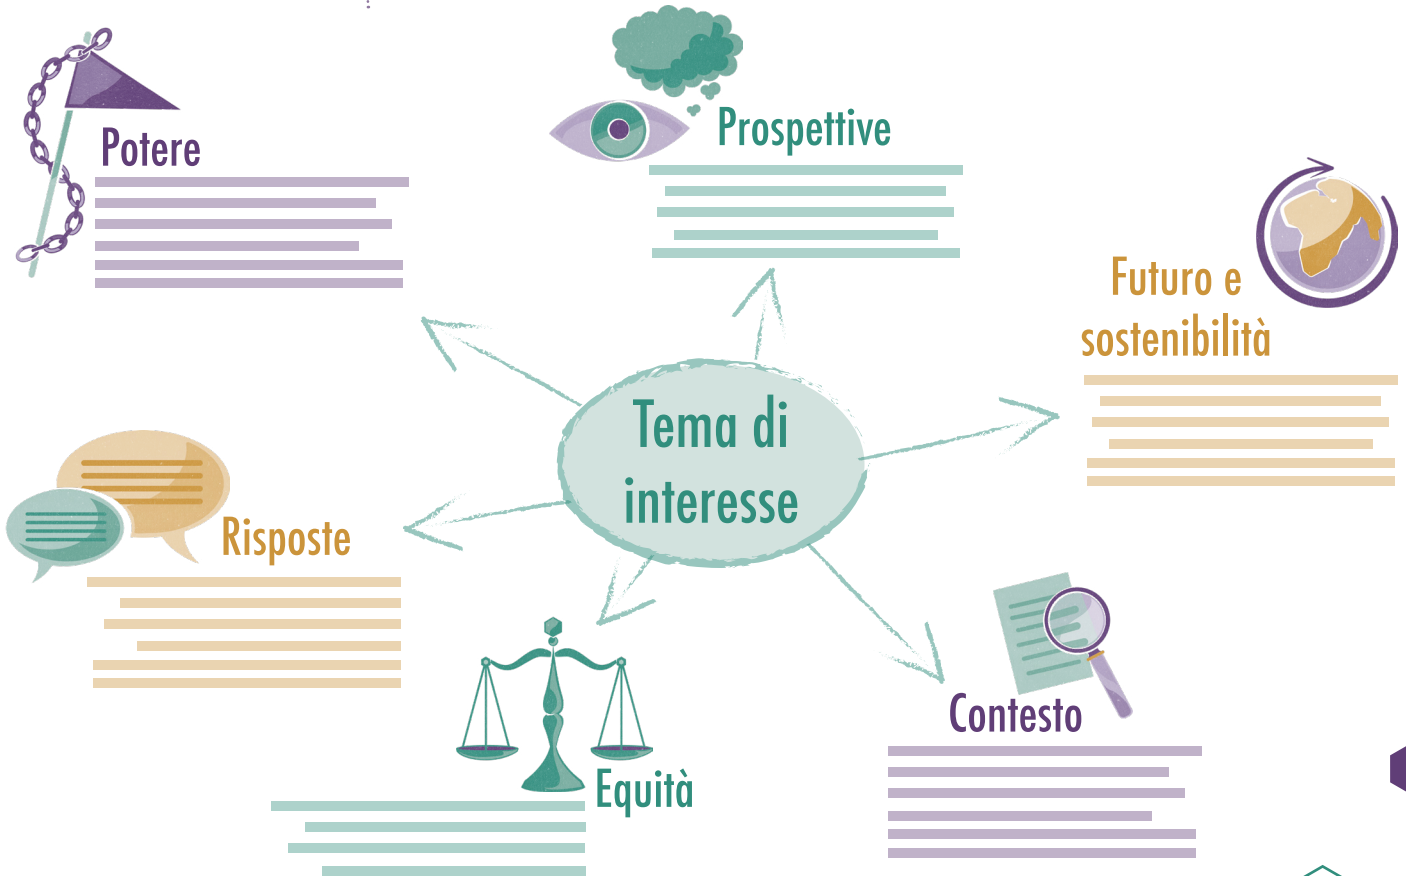 Potere
Prospettive
Futuro e
sostenibilità
Tema di
interesse
Risposte
Contesto
Equità